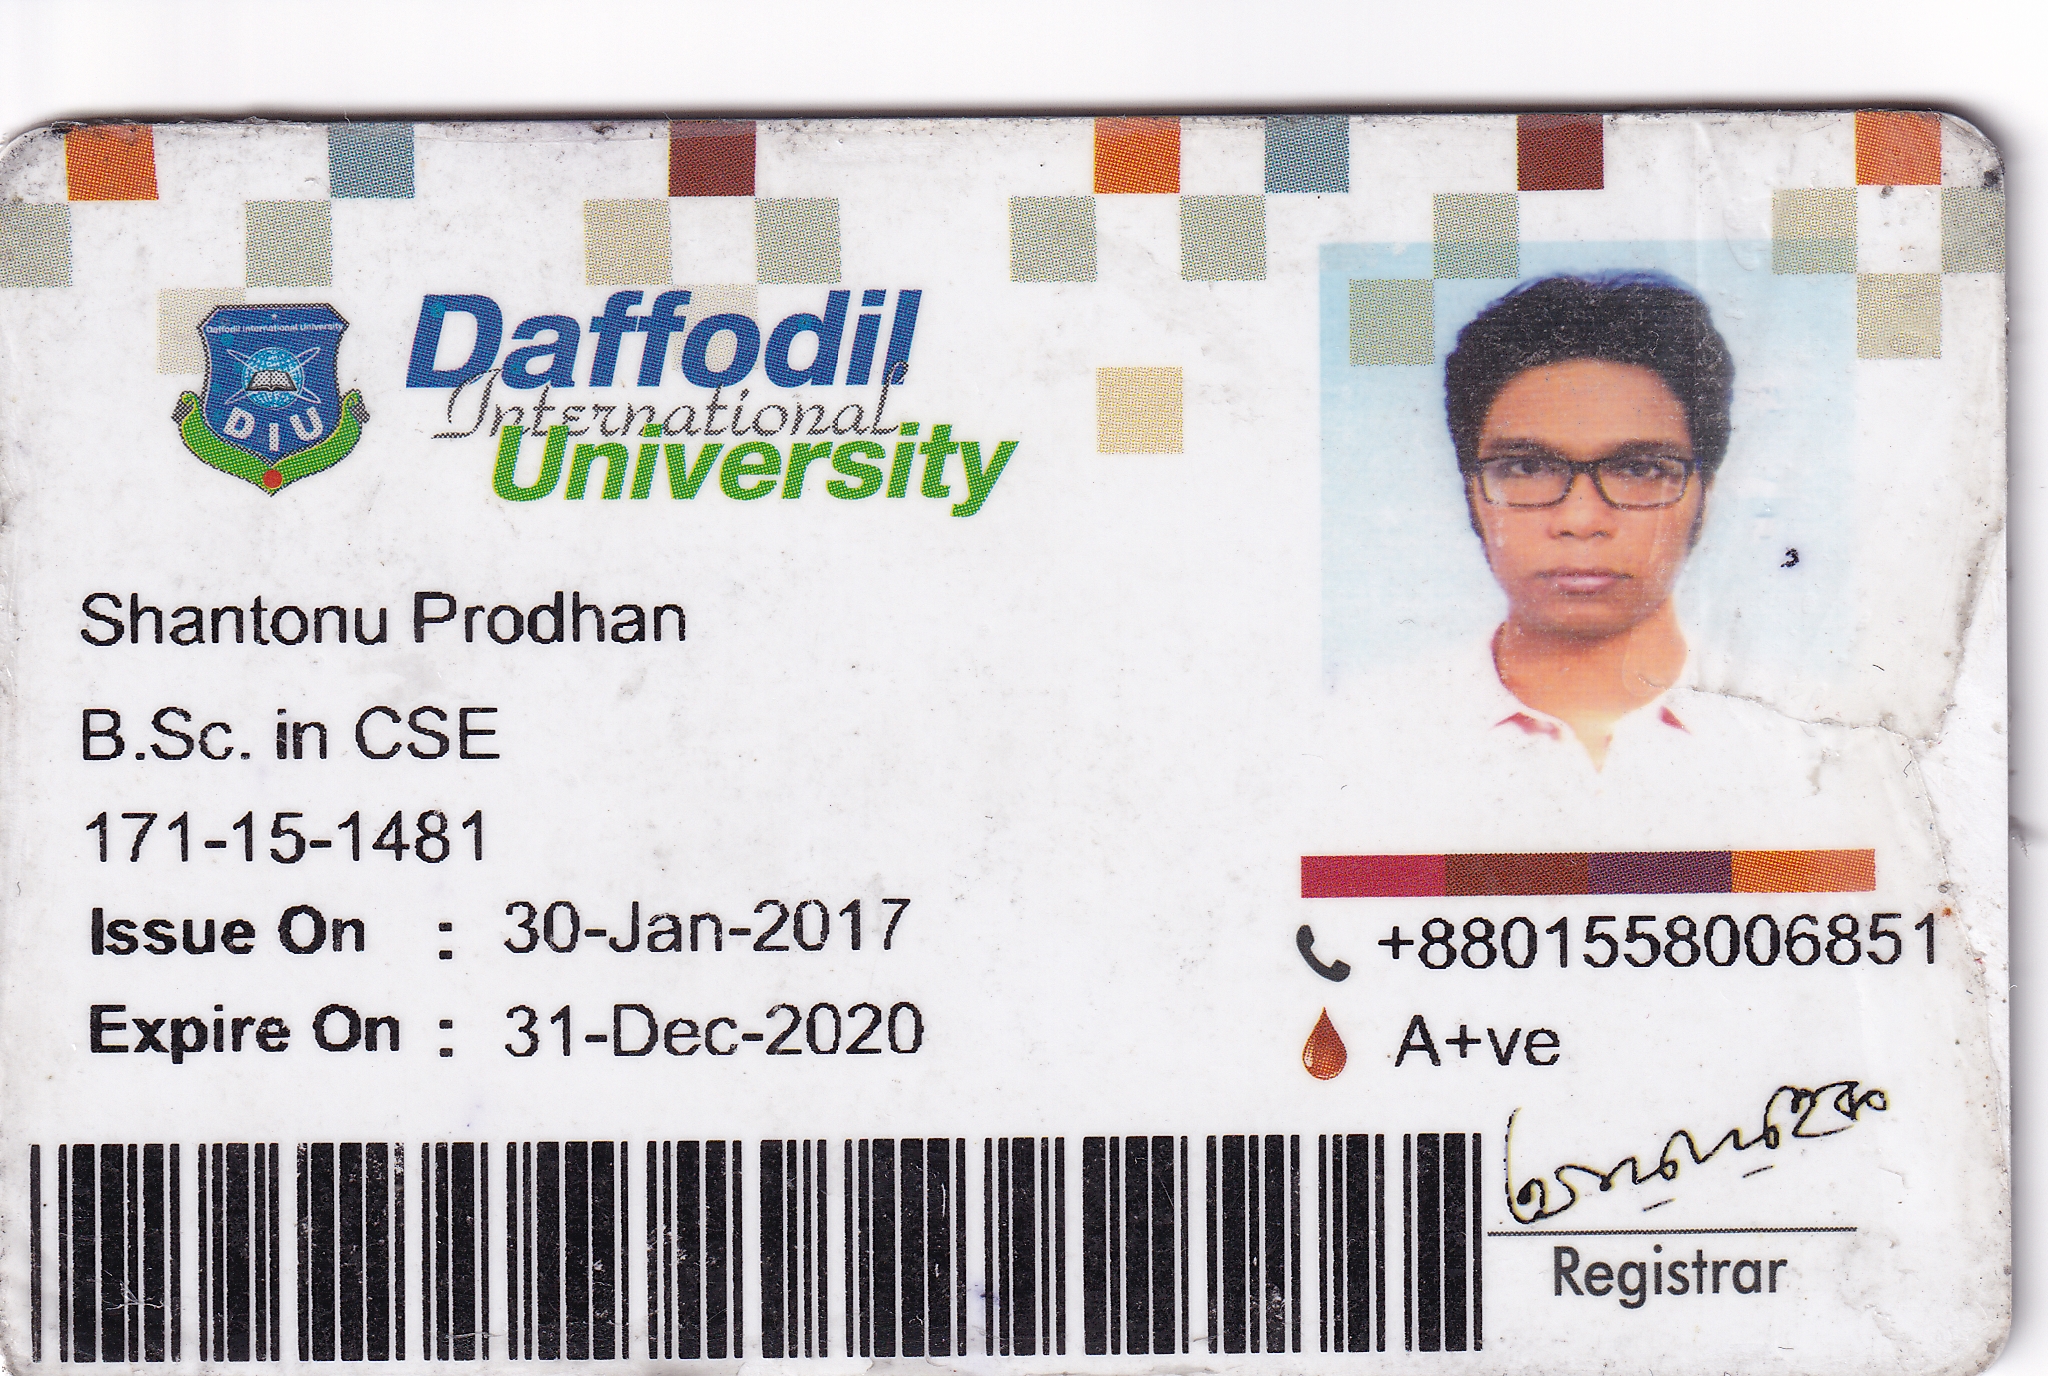 Daffodil International University
DIU
Daffodil
International
University
Shantonu Prodhan
B.Sc. in CSE
171-15-1481
Issue On : 30-Jan-2017
Expire On : 31-Dec-2020
+8801558006851
A+ve
Registrar